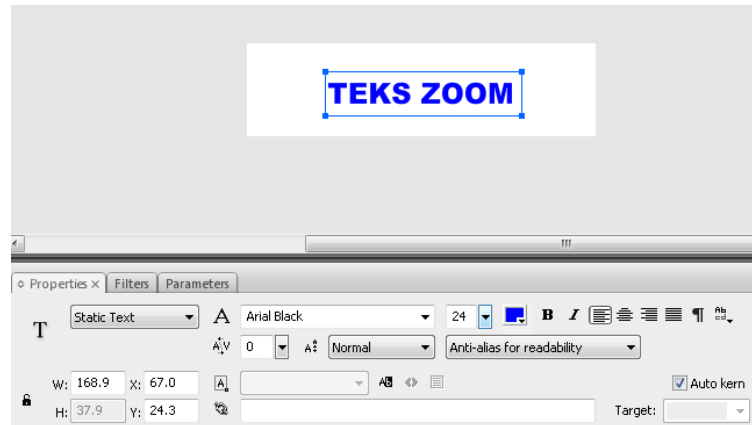 TEKS ZOOM
Properties × Filters Parameters
T Static Text A Arial Black 24 B I ¶
A V 0 Normal Anti-alias for readability
W: 168.9 X: 67.0 A AB <> Auto kern
H: 37.9 Y: 24.3 Target: